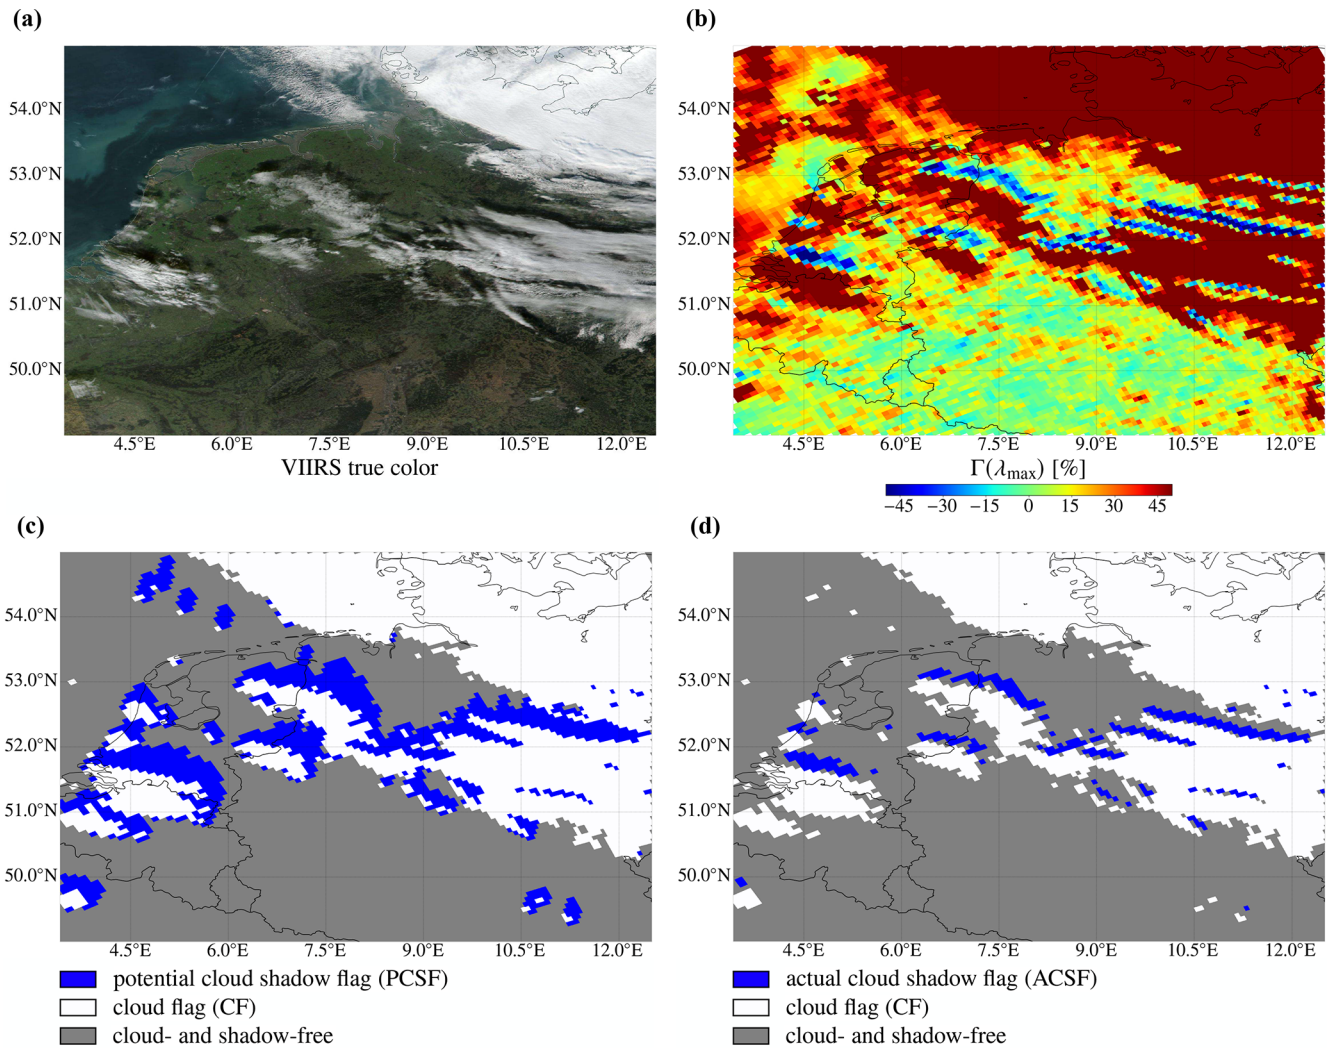 (a)
54.0°N
53.0°N
52.0°N
51.0°N
50.0°N
4.5°E 6.0°E 7.5°E 9.0°E 10.5°E 12.0°E
VIIRS true color
(b)
54.0°N
53.0°N
52.0°N
51.0°N
50.0°N
4.5°E 6.0°E 7.5°E 9.0°E 10.5°E 12.0°E
Γ(λmax) [%]
−45 −30 −15 0 15 30 45
(c)
54.0°N
53.0°N
52.0°N
51.0°N
50.0°N
4.5°E 6.0°E 7.5°E 9.0°E 10.5°E 12.0°E
potential cloud shadow flag (PCSF)
cloud flag (CF)
cloud- and shadow-free
(d)
54.0°N
53.0°N
52.0°N
51.0°N
50.0°N
4.5°E 6.0°E 7.5°E 9.0°E 10.5°E 12.0°E
actual cloud shadow flag (ACSF)
cloud flag (CF)
cloud- and shadow-free